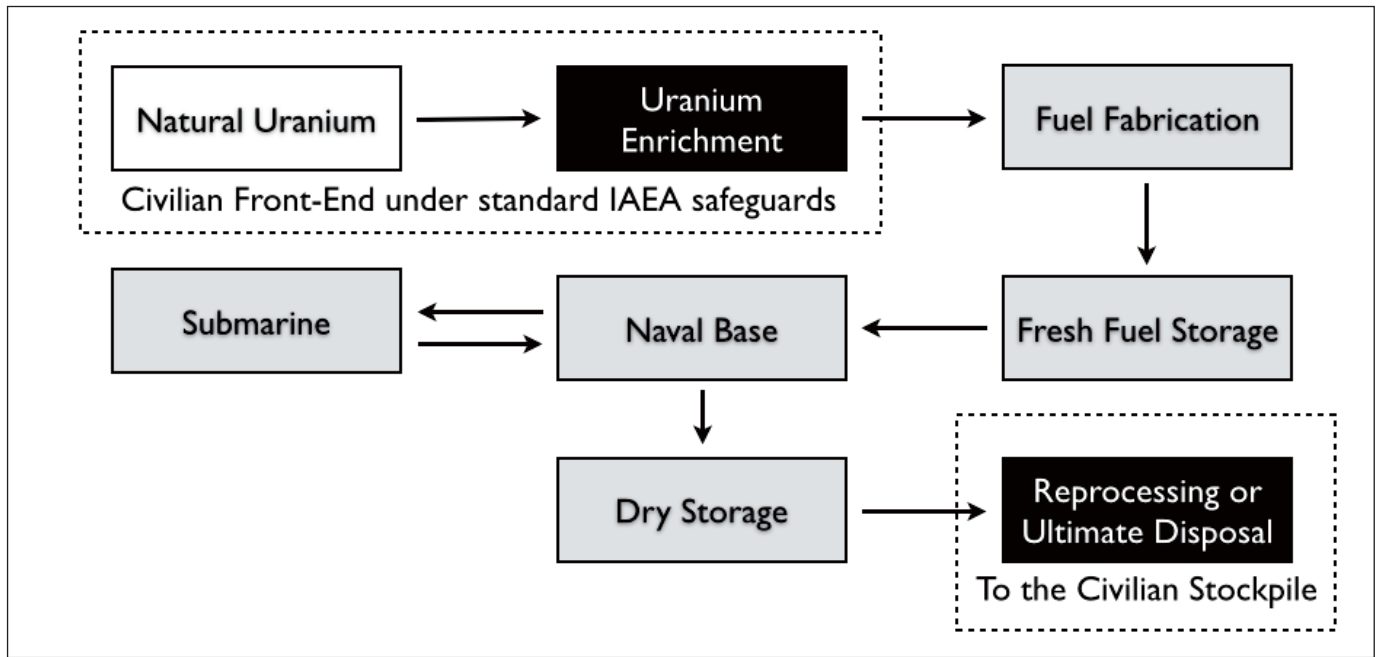 Natural Uranium
Uranium
Enrichment
Fuel Fabrication
Civilian Front-End under standard IAEA safeguards
Submarine
Naval Base
Fresh Fuel Storage
Dry Storage
Reprocessing or
Ultimate Disposal
To the Civilian Stockpile